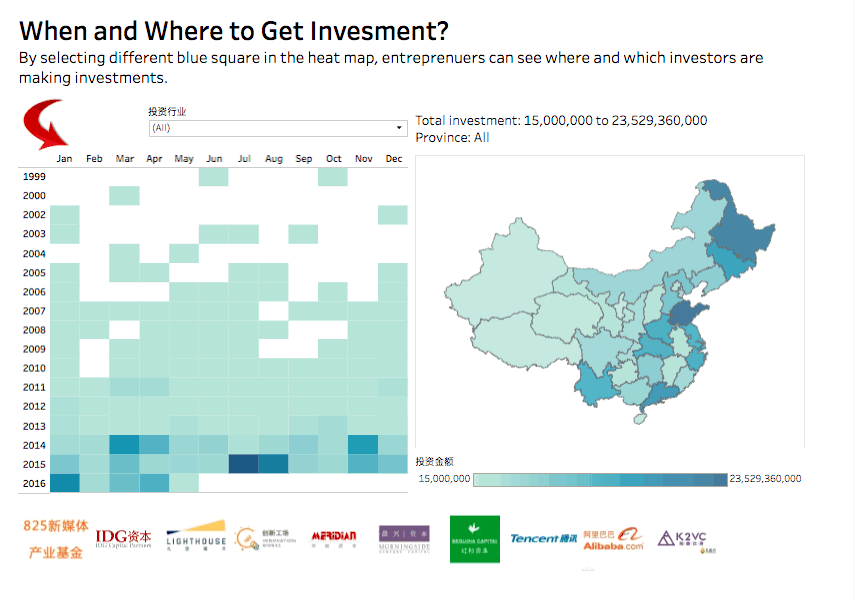 When and Where to Get Invesment?
By selecting different blue square in the heat map, entreprenuers can see where and which investors are
making investments.
投资行业
(All)
Total investment: 15,000,000 to 23,529,360,000
Province: All
Jan Feb Mar Apr May Jun Jul Aug Sep Oct Nov Dec
1999
2000
2002
2003
2004
2005
2006
2007
2008
2009
2010
2011
2012
2013
2014
2015
2016
投资金额
15,000,000 23,529,360,000
825新媒体
产业基金
IDG资本
IDG Capital Partners
LIGHTHOUSE
创新工场
INNOVATION
WORKS
MERIDIAN
晨兴 资本
MORNINGSIDE
VENTURE CAPITAL
SEQUOIA CAPITAL
红杉资本
Tencent 腾讯
阿里巴巴
Alibaba.com
K2VC